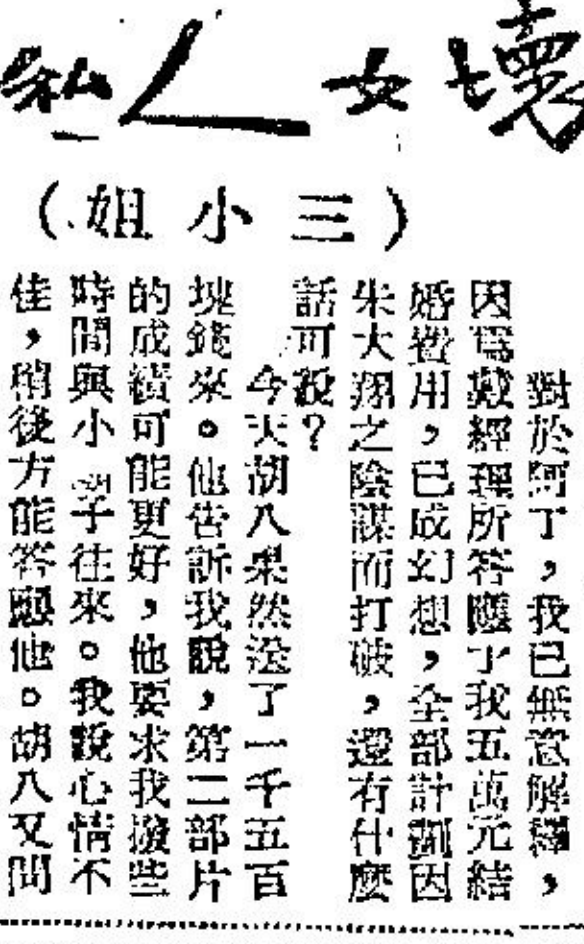 壞女人
私
(三小姐)
對於阿丁，我已無意解釋，
因爲戴經理所答應了我五萬元結
婚費用，已成幻想，全部計劃因
朱大翔之陰謀而打破，還有什麼
話可說？
今天胡八果然送了一千五百
塊錢來。他告訴我說，第二部片
的成績可能更好，他要求我撥些
時間與小子往來。我說心情不
佳，稍後方能答應他。胡八又問